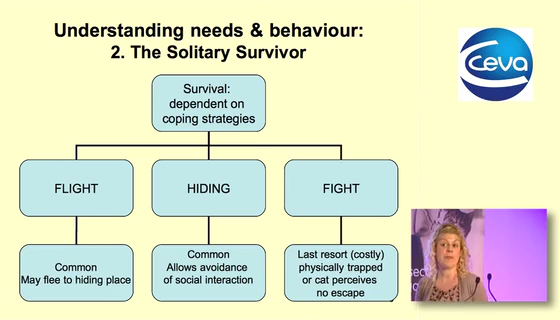 Understanding needs & behaviour:
2. The Solitary Survivor
ceva
Survival:
dependent on
coping strategies
FLIGHT
HIDING
FIGHT
Common
May flee to hiding place
Common
Allows avoidance
of social interaction
Last resort (costly)
physically trapped
or cat perceives
no escape